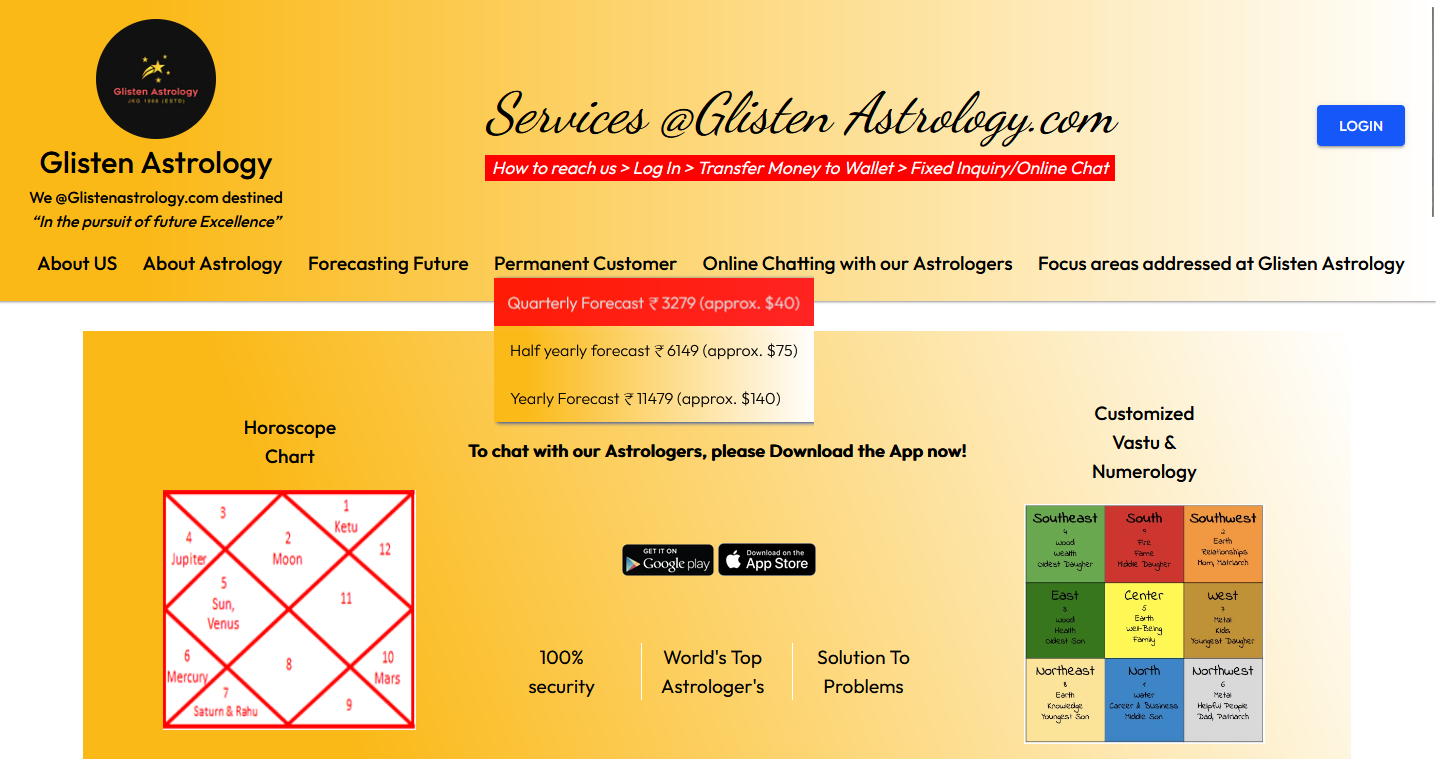 Glisten Astrology
JKG 1988 (ESTD)
Glisten Astrology
We @Glistenastrology.com destined
“In the pursuit of future Excellence”
Services @Glisten Astrology.com
How to reach us > Log In > Transfer Money to Wallet > Fixed Inquiry/Online Chat
LOGIN
About US
About Astrology
Forecasting Future
Permanent Customer
Online Chatting with our Astrologers
Focus areas addressed at Glisten Astrology
Quarterly Forecast ₹ 3279 (approx. $40)
Half yearly forecast ₹ 6149 (approx. $75)
Yearly Forecast ₹ 11479 (approx. $140)
Horoscope
Chart
3
1
Ketu
4
Jupiter
2
Moon
12
5
Sun,
Venus
11
6
Mercury
8
10
Mars
7
Saturn & Rahu
9
To chat with our Astrologers, please Download the App now!
GET IT ON
Google play
Download on the
App Store
100%
security
World's Top
Astrologer's
Solution To
Problems
Customized
Vastu &
Numerology
Southeast
4
Wood
Wealth
Oldest Daugher
South
9
Fire
Fame
Middle Daugher
Southwest
2
Earth
Relationships
Mom, Matriarch
East
3
Wood
Health
Oldest Son
Center
5
Earth
Well-Being
Family
West
7
Metal
Kids
Youngest Daugher
Northeast
8
Earth
Knowledge
Youngest Son
North
1
Water
Career & Business
Middle Son
Northwest
6
Metal
Helpful People
Dad, Patriarch